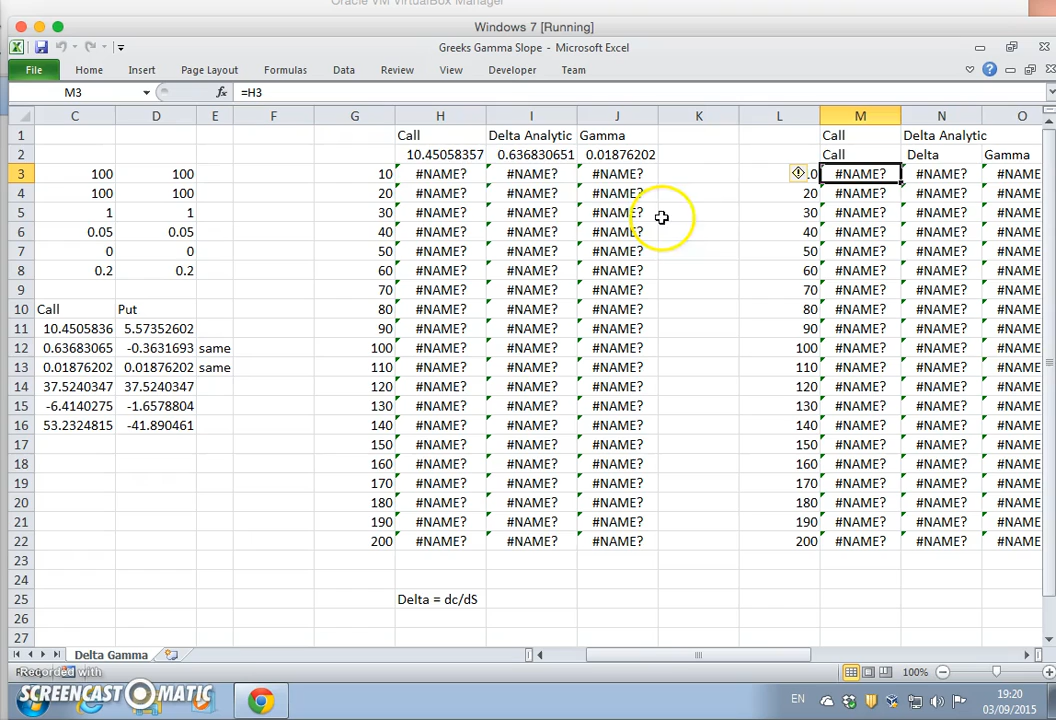 Oracle VM VirtualBox Manager
Windows 7 [Running]
Greeks Gamma Slope - Microsoft Excel
File Home Insert Page Layout Formulas Data Review View Developer Team
M3 fx =H3
C D E F G H I J K L M N O
1 Call Delta Analytic Gamma Call Delta Analytic
2 10.45058357 0.636830651 0.01876202 Call Delta Gamma
3 100 100 10 #NAME? #NAME? #NAME? 0 #NAME? #NAME? #NAME
4 100 100 20 #NAME? #NAME? #NAME? 20 #NAME? #NAME? #NAME
5 1 1 30 #NAME? #NAME? #NAME? 30 #NAME? #NAME? #NAME
6 0.05 0.05 40 #NAME? #NAME? #NAME? 40 #NAME? #NAME? #NAME
7 0 0 50 #NAME? #NAME? #NAME? 50 #NAME? #NAME? #NAME
8 0.2 0.2 60 #NAME? #NAME? #NAME? 60 #NAME? #NAME? #NAME
9 70 #NAME? #NAME? #NAME? 70 #NAME? #NAME? #NAME
10 Call Put 80 #NAME? #NAME? #NAME? 80 #NAME? #NAME? #NAME
11 10.4505836 5.57352602 90 #NAME? #NAME? #NAME? 90 #NAME? #NAME? #NAME
12 0.63683065 -0.3631693 same 100 #NAME? #NAME? #NAME? 100 #NAME? #NAME? #NAME
13 0.01876202 0.01876202 same 110 #NAME? #NAME? #NAME? 110 #NAME? #NAME? #NAME
14 37.5240347 37.5240347 120 #NAME? #NAME? #NAME? 120 #NAME? #NAME? #NAME
15 -6.4140275 -1.6578804 130 #NAME? #NAME? #NAME? 130 #NAME? #NAME? #NAME
16 53.2324815 -41.890461 140 #NAME? #NAME? #NAME? 140 #NAME? #NAME? #NAME
17 150 #NAME? #NAME? #NAME? 150 #NAME? #NAME? #NAME
18 160 #NAME? #NAME? #NAME? 160 #NAME? #NAME? #NAME
19 170 #NAME? #NAME? #NAME? 170 #NAME? #NAME? #NAME
20 180 #NAME? #NAME? #NAME? 180 #NAME? #NAME? #NAME
21 190 #NAME? #NAME? #NAME? 190 #NAME? #NAME? #NAME
22 200 #NAME? #NAME? #NAME? 200 #NAME? #NAME? #NAME
23
24
25 Delta = dc/dS
26
27
Delta Gamma
Recorded with 100%
SCREENCAST-O-MATIC EN 19:20
03/09/2015